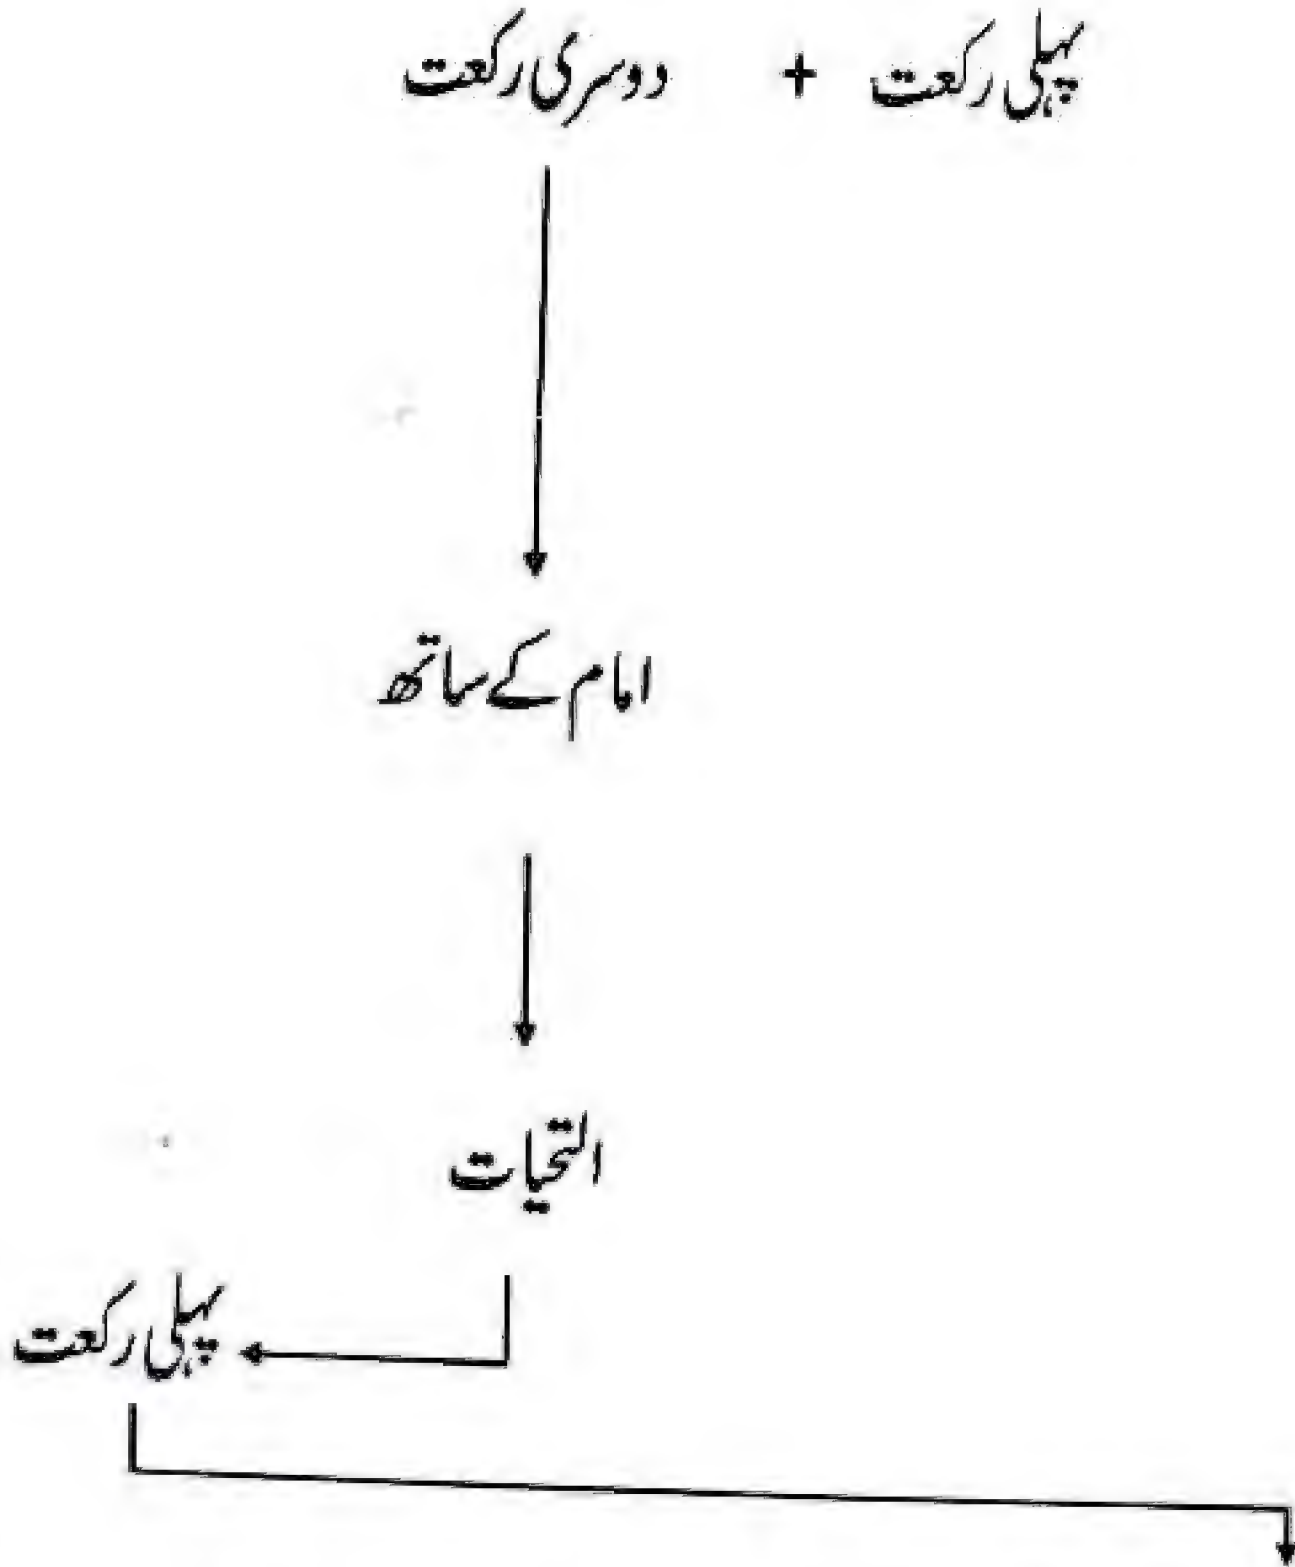 پہلی رکعت + دوسری رکعت
امام کے ساتھ
التحیات
پہلی رکعت